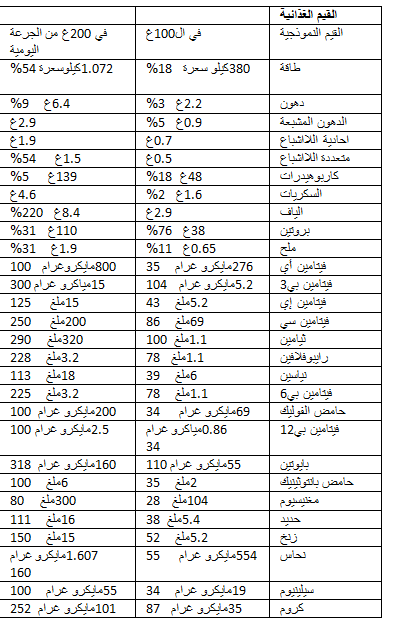 القيم الغذائية
القيم النموذجية في ال100غ في 200غ من الجرعة
اليومية
طاقة 380كيلو سعرة 18% 1.072كيلوسعرة 54%
دهون 2.2غ 3% 6.4غ 9%
الدهون المشبعة 0.9غ 5% 2.9غ
احادية اللااشباع 0.7غ 1.9غ
متعددة اللااشباع 0.5غ 1.5غ 54%
كاربوهيدرات 48غ 18% 139غ 5%
السكريات 1.6غ 2% 4.6غ
الياف 2.9غ 8.4غ 220%
بروتين 38غ 76% 110غ 31%
ملح 0.65غ 11% 1.9غ 31%
فيتامين أي 276مايكرو غرام 35 800مايكروغرام 100
فيتامين بي3 5.2مايكرو غرام 104 15مياكرو غرام 300
فيتامين إي 5.2ملغ 43 15ملغ 125
فيتامين سي 69ملغ 86 200ملغ 250
ثيامين 1.1ملغ 100 320ملغ 290
رايبوفلافين 1.1ملغ 78 3.2ملغ 228
نياسين 6ملغ 39 18ملغ 113
فيتامين بي6 1.1ملغ 78 3.2ملغ 225
حامض الفوليك 69مايكرو غرام 34 200مايكرو غرام 100
فيتامين بي12 0.86مياكرو غرام 2.5مايكرو غرام 100
34
بايوتين 55مايكرو غرام 110 160مايكرو غرام 318
حامض بانتوثينيك 2ملغ 35 6ملغ 100
مغنيسيوم 104ملغ 28 300ملغ 80
حديد 5.4ملغ 38 16ملغ 111
زنخ 5.2ملغ 52 15ملغ 150
نحاس 554مايكرو غرام 55 1.607مايكرو غرام
160
سيلينيوم 19مايكرو غرام 34 55مايكرو غرام 100
كروم 35مايكرو غرام 87 101مايكرو غرام 252